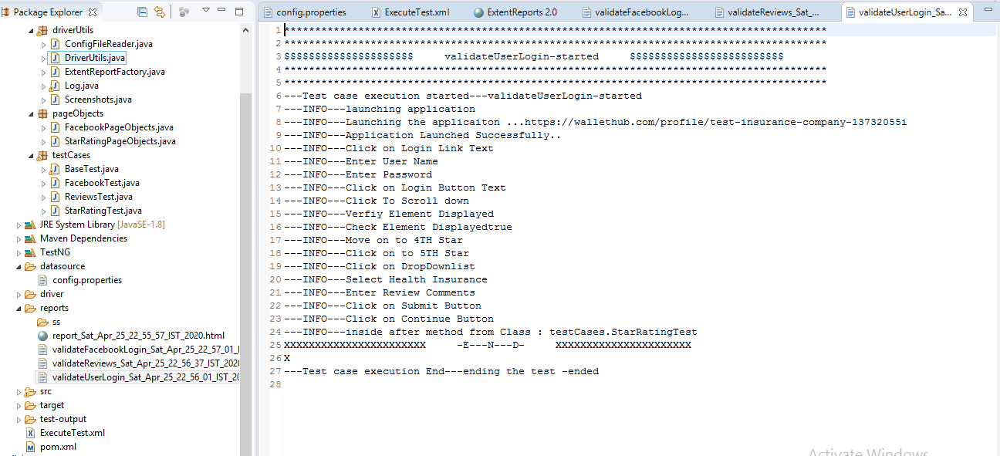 Package Explorer
driverUtils
ConfigFileReader.java
DriverUtils.java
ExtentReportFactory.java
Log.java
Screenshots.java
pageObjects
FacebookPageObjects.java
StarRatingPageObjects.java
testCases
BaseTest.java
FacebookTest.java
ReviewsTest.java
StarRatingTest.java
JRE System Library [JavaSE-1.8]
Maven Dependencies
TestNG
datasource
config.properties
driver
reports
ss
report_Sat_Apr_25_22_55_57_IST_2020.html
validateFacebookLogin_Sat_Apr_25_22_57_01_I
validateReviews_Sat_Apr_25_22_56_37_IST_202
validateUserLogin_Sat_Apr_25_22_56_01_IST_20
src
target
test-output
ExecuteTest.xml
pom.xml
config.properties ExecuteTest.xml ExtentReports 2.0 validateFacebookLog... validateReviews_Sat_... validateUserLogin_Sa...
1 ****************************************************************************************
2 ****************************************************************************************
3 $$$$$$$$$$$$$$$$$$$$$     validateUserLogin-started     $$$$$$$$$$$$$$$$$$$$$$$$$
4 ****************************************************************************************
5 ****************************************************************************************
6 ---Test case execution started---validateUserLogin-started
7 ---INFO---launching application
8 ---INFO---Launching the applicaiton ...https://wallethub.com/profile/test-insurance-company-13732055i
9 ---INFO---Application Launched Successfully..
10 ---INFO---Click on Login Link Text
11 ---INFO---Enter User Name
12 ---INFO---Enter Password
13 ---INFO---Click on Login Button Text
14 ---INFO---Click To Scroll down
15 ---INFO---Verfiy Element Displayed
16 ---INFO---Check Element Displayedtrue
17 ---INFO---Move on to 4TH Star
18 ---INFO---Click on to 5TH Star
19 ---INFO---Click on DropDownlist
20 ---INFO---Select Health Insurance
21 ---INFO---Enter Review Comments
22 ---INFO---Click on Submit Button
23 ---INFO---Click on Continue Button
24 ---INFO---inside after method from Class : testCases.StarRatingTest
25 XXXXXXXXXXXXXXXXXXXXXXX     -E---N---D-     XXXXXXXXXXXXXXXXXXXXXX
26 X
27 ---Test case execution End---ending the test -ended
28
Activate Windows